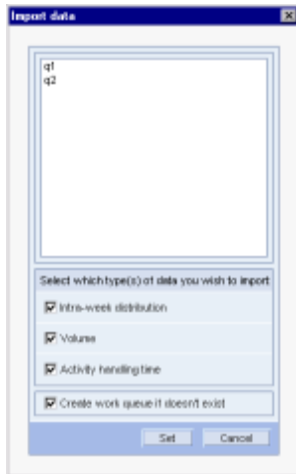 Import data
q1
q2
Select which type(s) of data you wish to import
Intra-week distribution
Volume
Activity handling time
Create work queue if doesn't exist
Set
Cancel